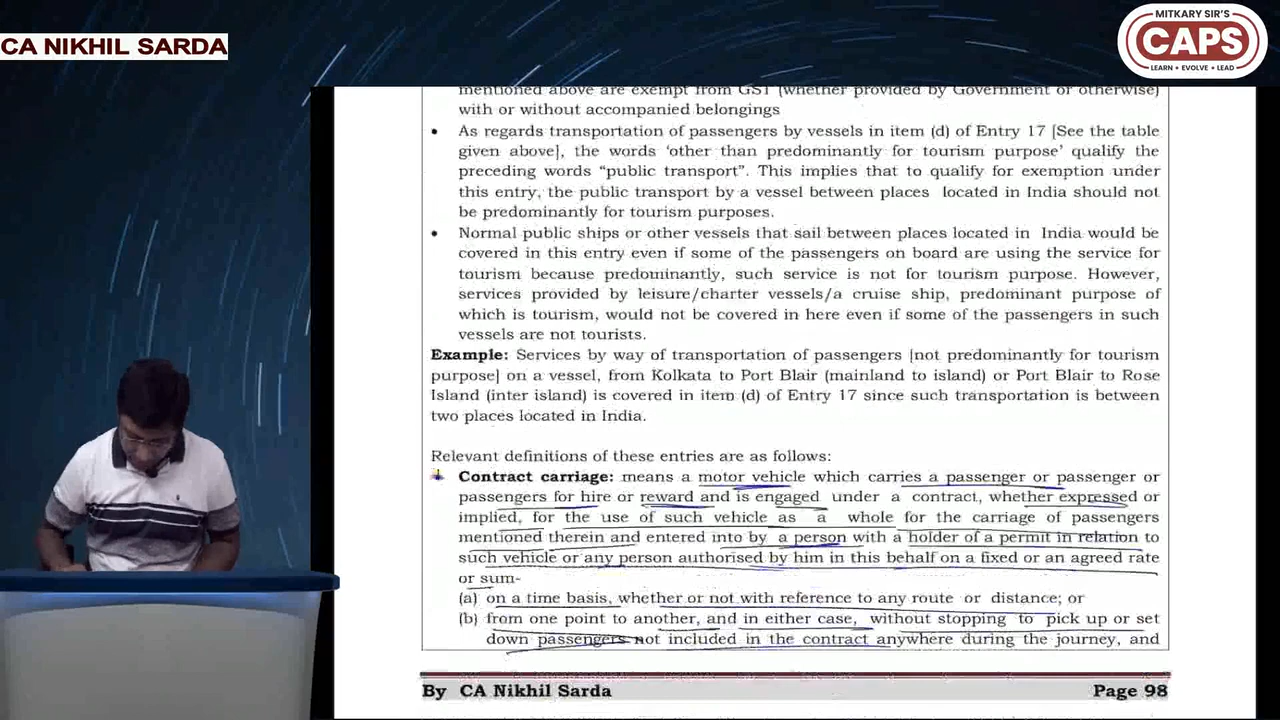 CA NIKHIL SARDA
MITKARY SIR'S
CAPS
LEARN • EVOLVE • LEAD
mentioned above are exempt from GST (whether provided by Government or otherwise)
with or without accompanied belongings
• As regards transportation of passengers by vessels in item (d) of Entry 17 [See the table
given above], the words 'other than predominantly for tourism purpose' qualify the
preceding words "public transport". This implies that to qualify for exemption under
this entry, the public transport by a vessel between places located in India should not
be predominantly for tourism purposes.
• Normal public ships or other vessels that sail between places located in India would be
covered in this entry even if some of the passengers on board are using the service for
tourism because predominantly, such service is not for tourism purpose. However,
services provided by leisure/charter vessels/a cruise ship, predominant purpose of
which is tourism, would not be covered in here even if some of the passengers in such
vessels are not tourists.
Example: Services by way of transportation of passengers [not predominantly for tourism
purpose] on a vessel, from Kolkata to Port Blair (mainland to island) or Port Blair to Rose
Island (inter island) is covered in item (d) of Entry 17 since such transportation is between
two places located in India.
Relevant definitions of these entries are as follows:
Contract carriage: means a motor vehicle which carries a passenger or passenger or
passengers for hire or reward and is engaged under a contract, whether expressed or
implied, for the use of such vehicle as a whole for the carriage of passengers
mentioned therein and entered into by a person with a holder of a permit in relation to
such vehicle or any person authorised by him in this behalf on a fixed or an agreed rate
or sum-
(a) on a time basis, whether or not with reference to any route or distance; or
(b) from one point to another, and in either case, without stopping to pick up or set
down passengers not included in the contract anywhere during the journey, and
By CA Nikhil Sarda
Page 98